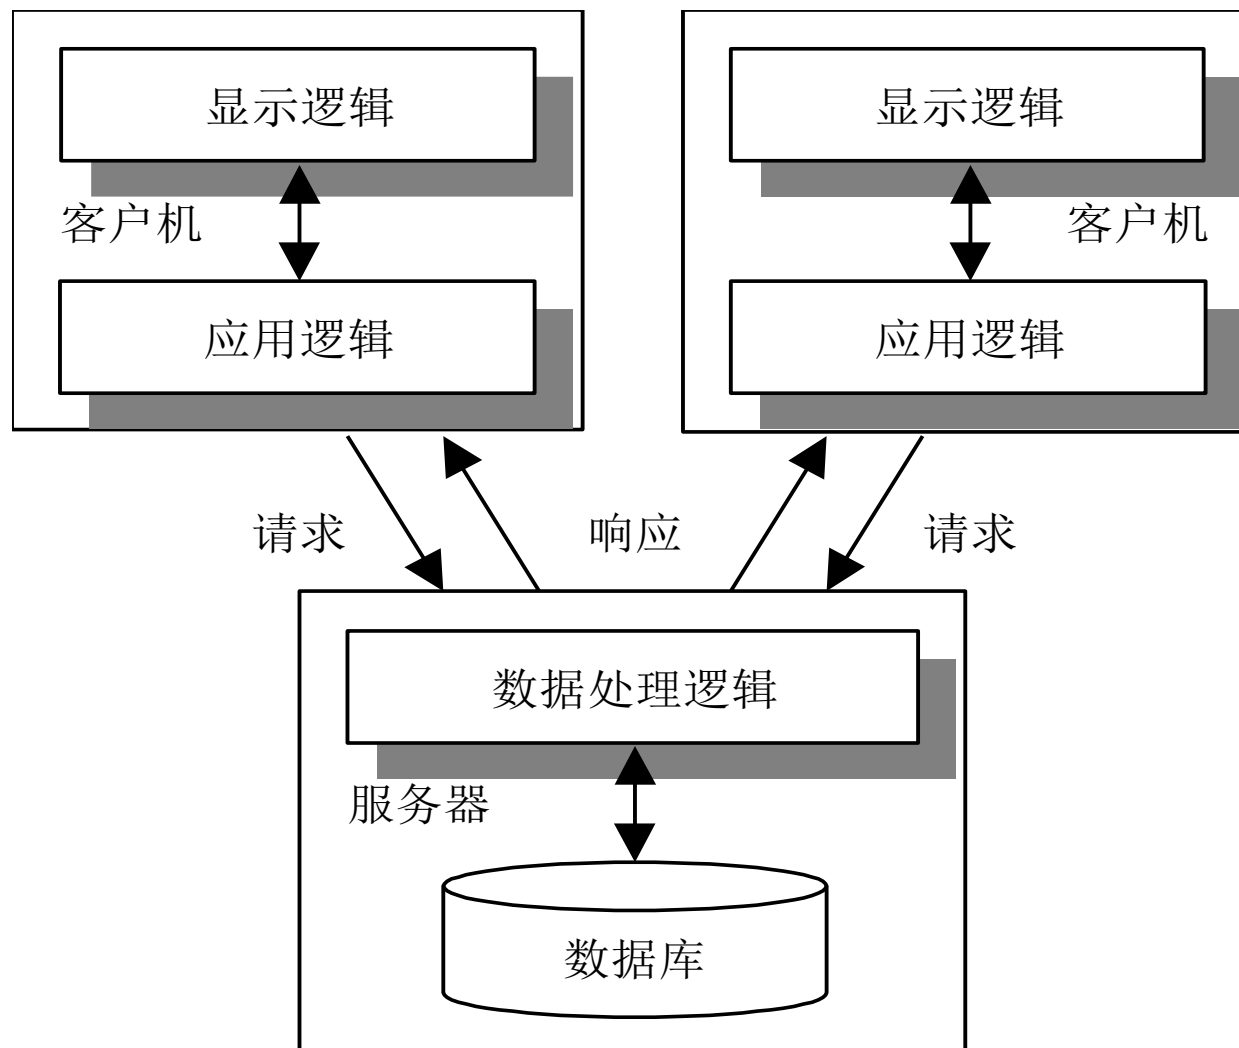 显示逻辑
显示逻辑
客户机
客户机
应用逻辑
应用逻辑
请求
响应
请求
数据处理逻辑
服务器
数据库